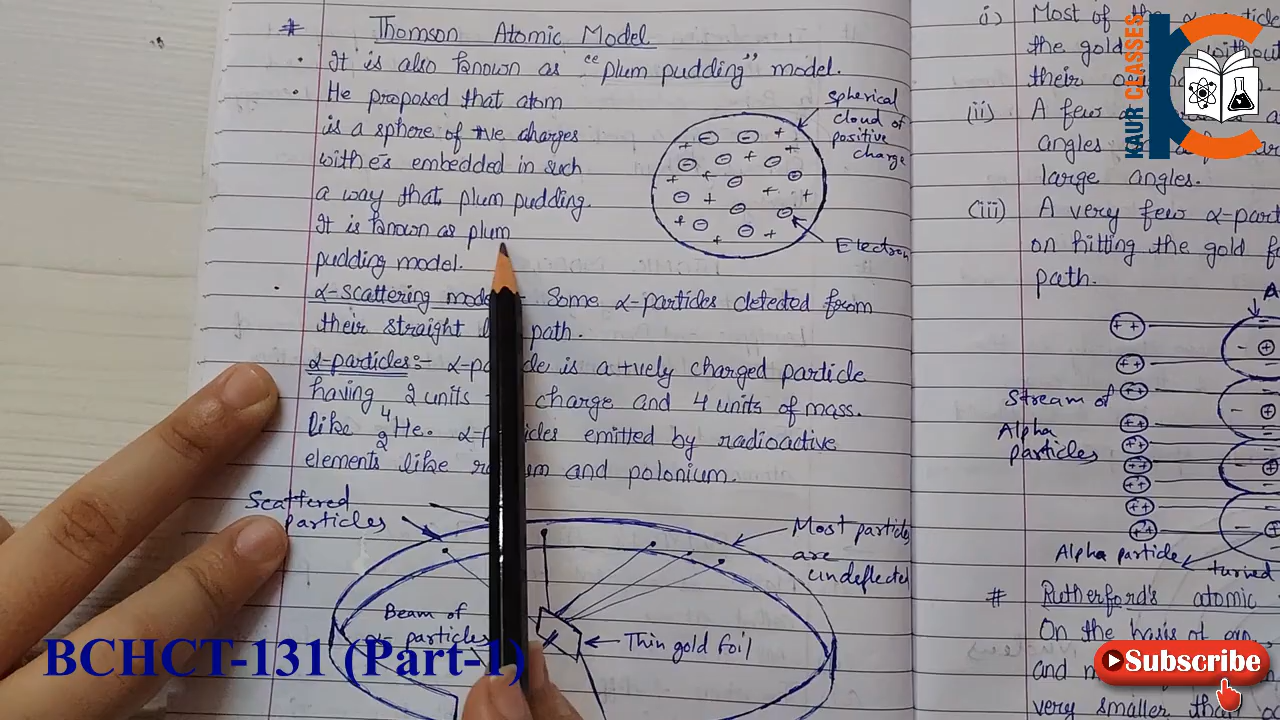 # Thomson Atomic Model
• It is also known as "plum pudding" model.
• He proposed that atom
is a sphere of +ve charges
with e's embedded in such
a way that plum pudding.
It is known as plum
pudding model.
spherical
cloud of
positive
charge
Electron
• α-scattering :- Some α-particles detected from
their straight path.
α-particles:- α- is a +vely charged particle
having 2 units charge and 4 units of mass.
like ⁴₂He. α- emitted by radioactive
elements like and polonium.
Scattered
particles
Most particles
are
undeflected
Beam of
α- particles
Thin gold foil
i) Most of the α-particle
the gold
their
(ii) A few
angles
large angles.
(iii) A very few α-part
on hitting the gold f
path.
Stream of
Alpha
particles
Alpha particle
turned
# Rutherford's atomic
On the basis of
and
very smaller than
KAUR CLASSES
BCHCT-131 (Part-1)
Subscribe